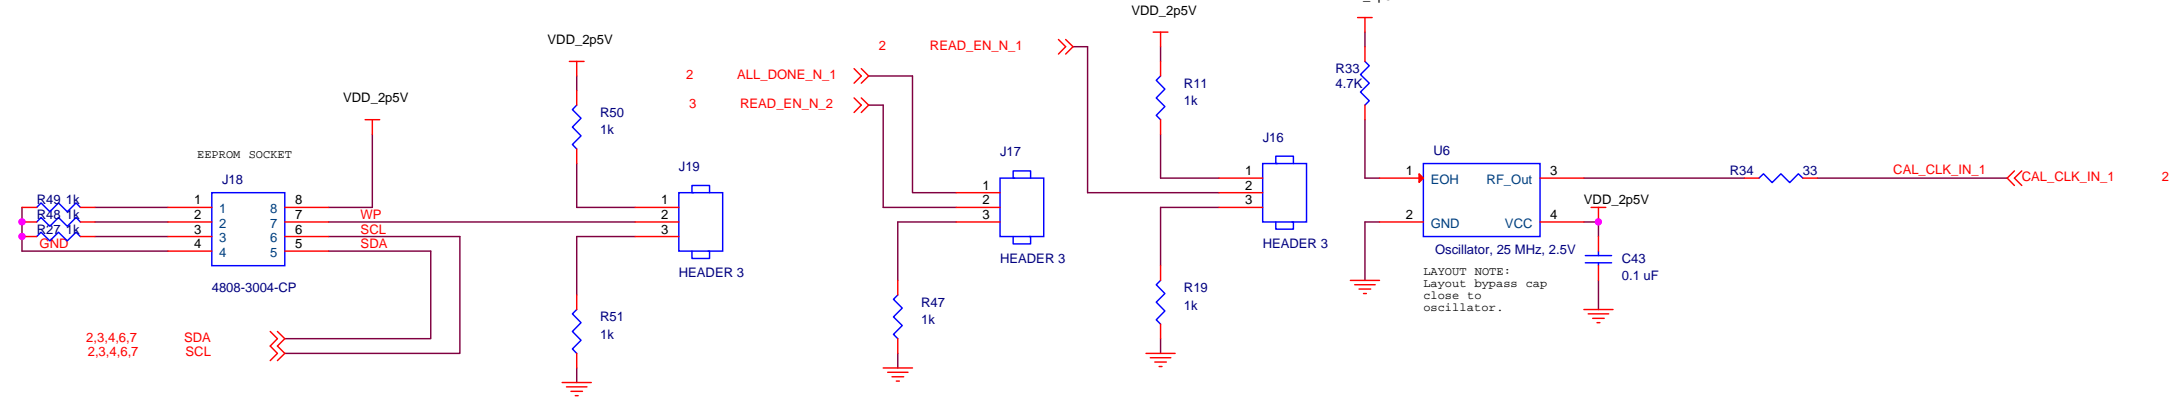 VDD_2p5V
EEPROM SOCKET
J18
R49 1k
R48 1k
R27 1k
GND
1
2
3
4
1
2
3
4
8
7
6
5
8
7
6
5
WP
SCL
SDA
4808-3004-CP
2,3,4,6,7 SDA
2,3,4,6,7 SCL
VDD_2p5V
R50
1k
J19
1
2
3
HEADER 3
R51
1k
2 ALL_DONE_N_1
3 READ_EN_N_2
J17
1
2
3
HEADER 3
R47
1k
2 READ_EN_N_1
VDD_2p5V
R11
1k
J16
1
2
3
HEADER 3
R19
1k
R33
4.7K
U6
1
EOH
RF_Out
3
2
GND
VCC
4
Oscillator, 25 MHz, 2.5V
LAYOUT NOTE:
Layout bypass cap
close to
oscillator.
VDD_2p5V
C43
0.1 uF
R34 33
CAL_CLK_IN_1
CAL_CLK_IN_1 2